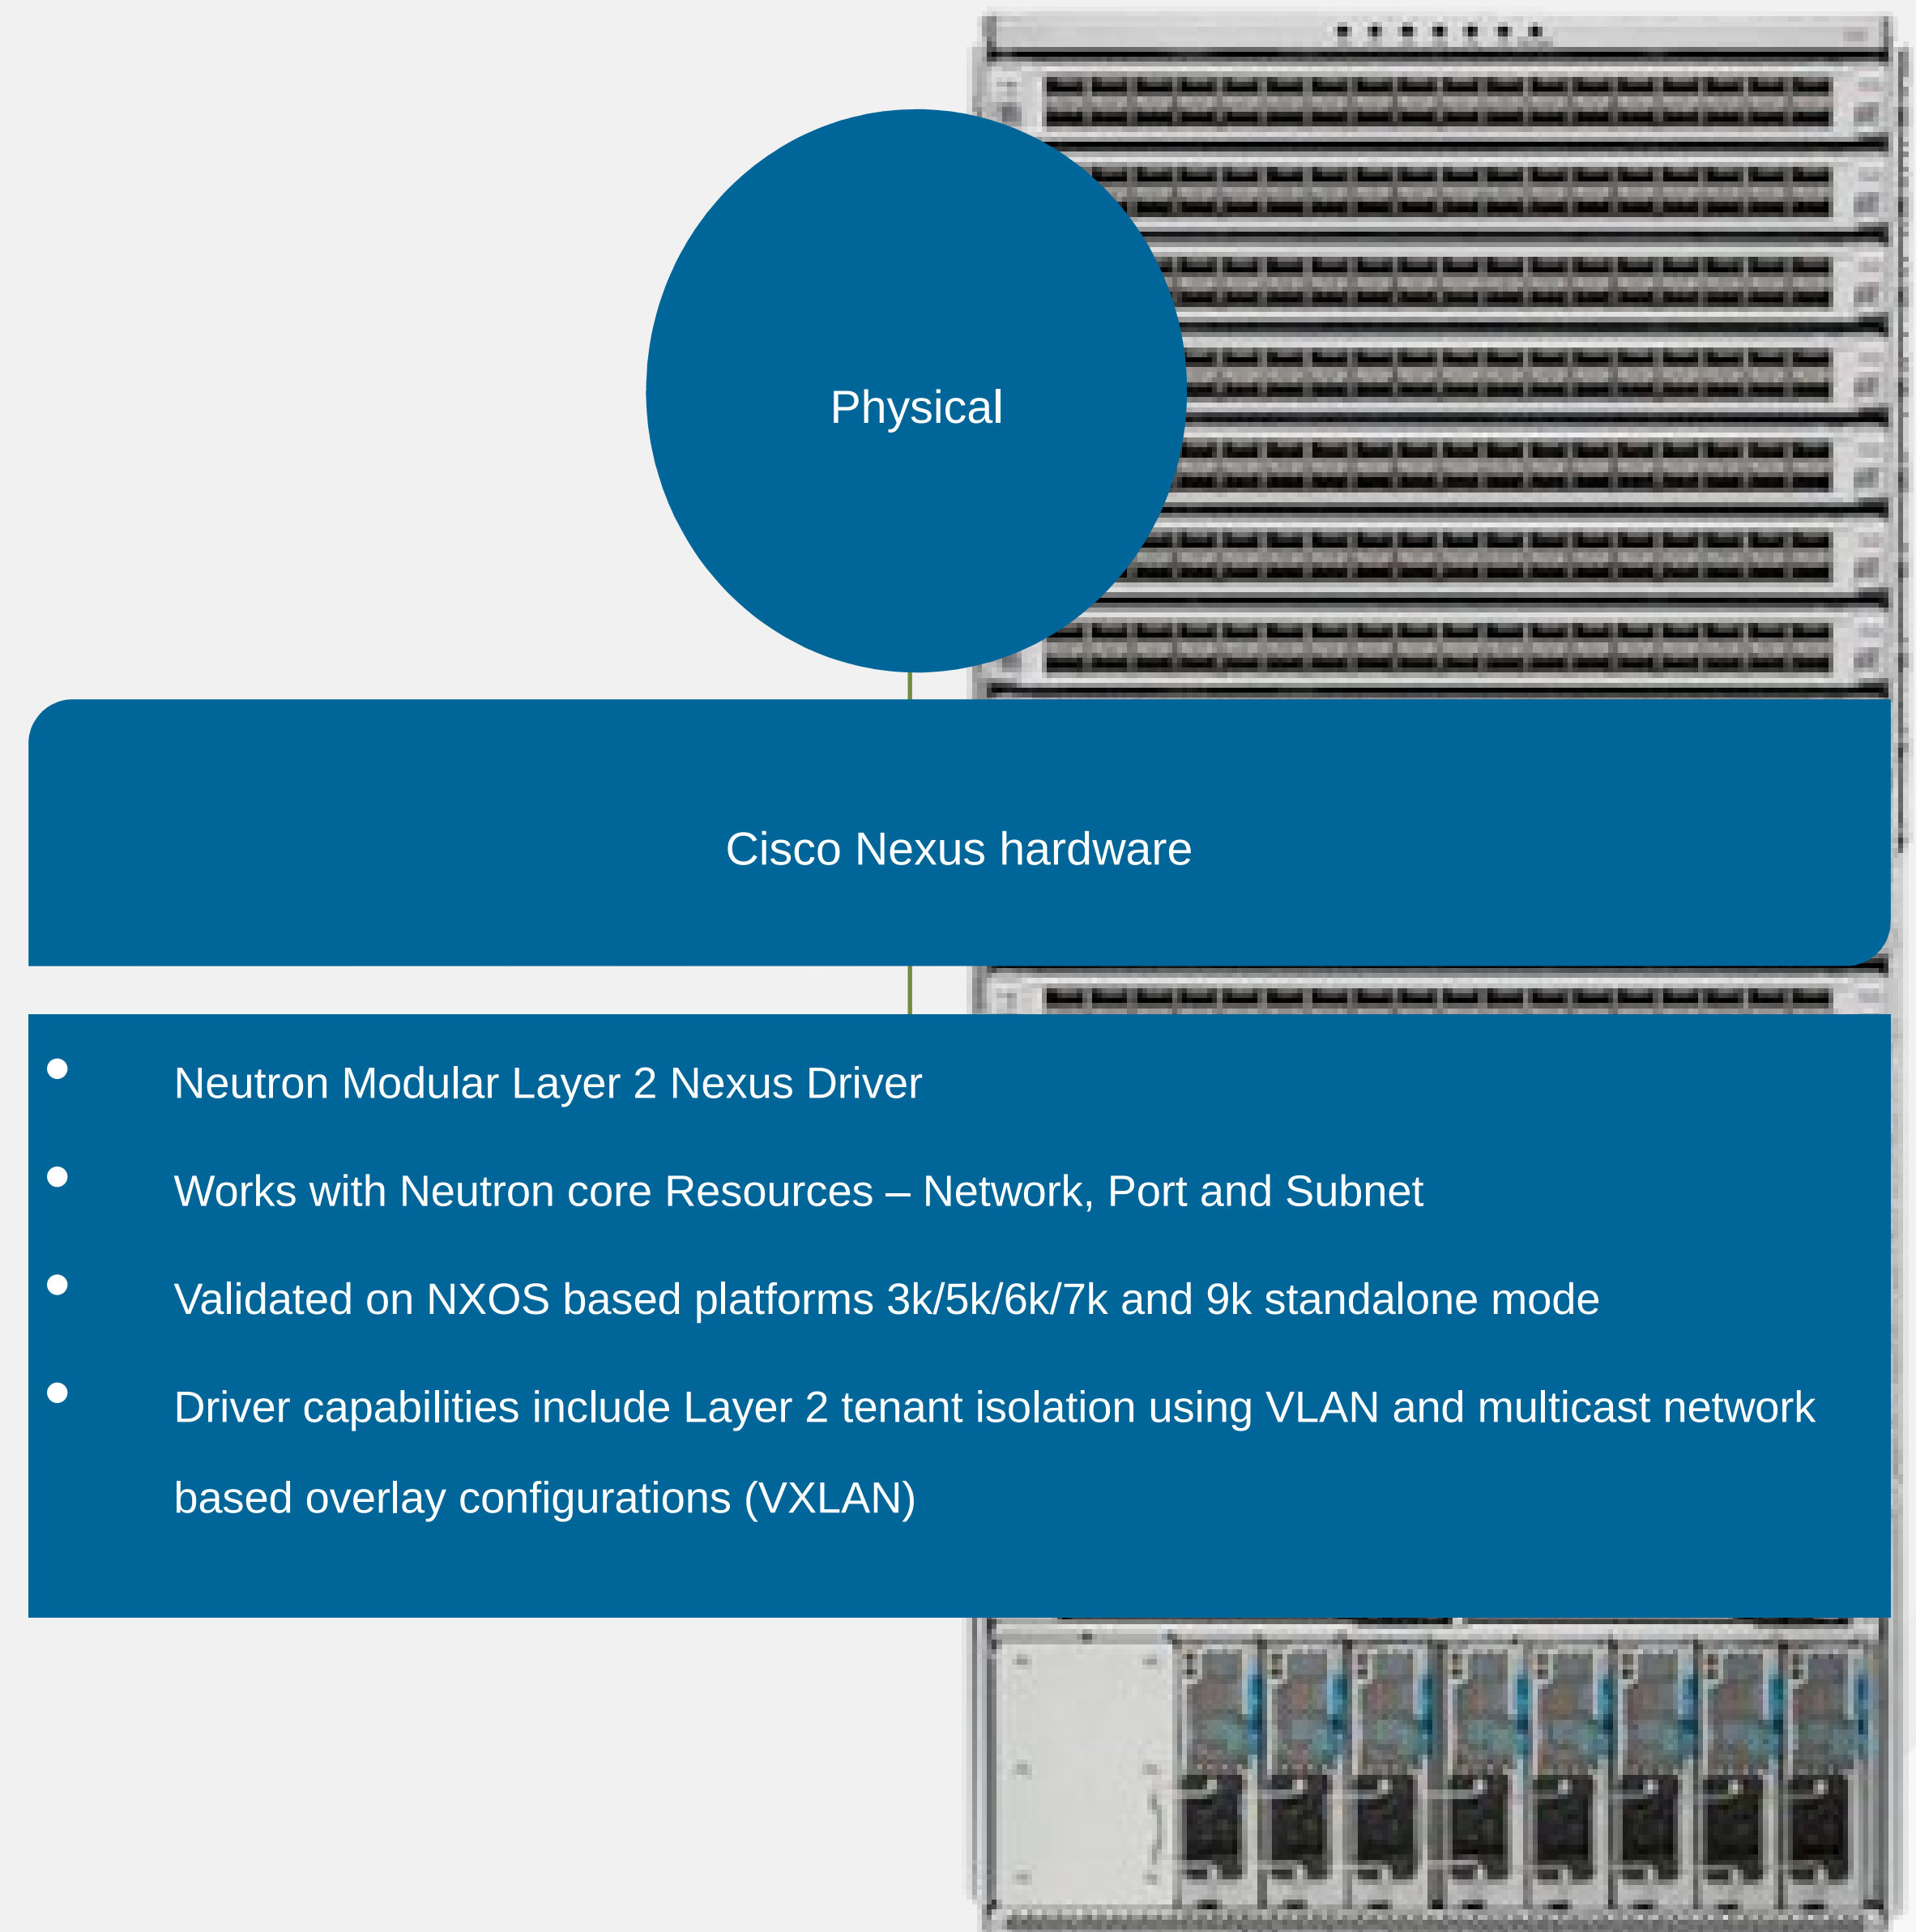 Physical
Cisco Nexus hardware
• Neutron Modular Layer 2 Nexus Driver
• Works with Neutron core Resources – Network, Port and Subnet
• Validated on NXOS based platforms 3k/5k/6k/7k and 9k standalone mode
• Driver capabilities include Layer 2 tenant isolation using VLAN and multicast network
based overlay configurations (VXLAN)